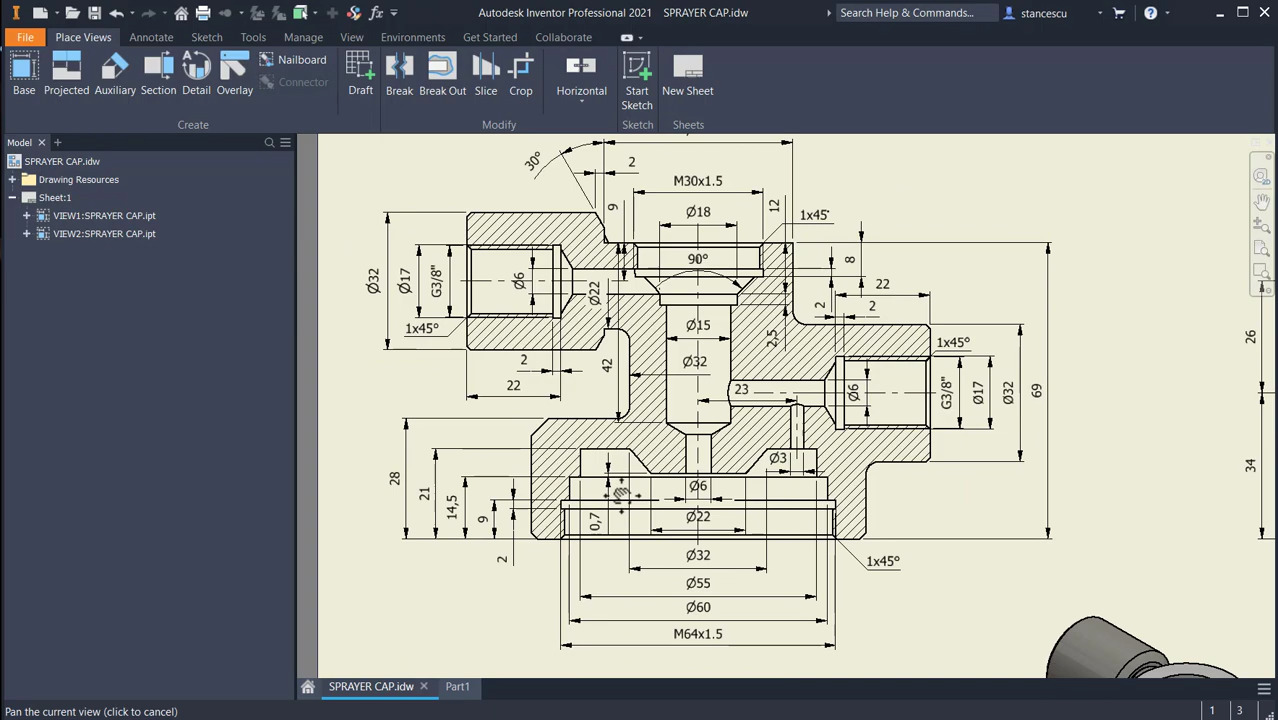 Autodesk Inventor Professional 2021 SPRAYER CAP.idw
Search Help & Commands...
stancescu
File Place Views Annotate Sketch Tools Manage View Environments Get Started Collaborate
Base Projected Auxiliary Section Detail Overlay
Nailboard
Connector
Draft
Break Break Out Slice Crop
Horizontal
Start
Sketch
New Sheet
Create
Modify
Sketch
Sheets
Model
SPRAYER CAP.idw
Drawing Resources
Sheet:1
VIEW1:SPRAYER CAP.ipt
VIEW2:SPRAYER CAP.ipt
30°
2
M30x1.5
9
Ø18
12
1x45°
90°
8
Ø32
Ø17
G3/8"
Ø6
Ø22
22
2
2
1x45°
Ø15
2,5
1x45°
26
2
42
Ø32
22
23
Ø6
G3/8"
Ø17
Ø32
69
28
21
14,5
9
2
Ø3
Ø6
0,7
Ø22
34
Ø32
1x45°
Ø55
Ø60
M64x1.5
SPRAYER CAP.idw
Part1
Pan the current view (click to cancel)
1
3